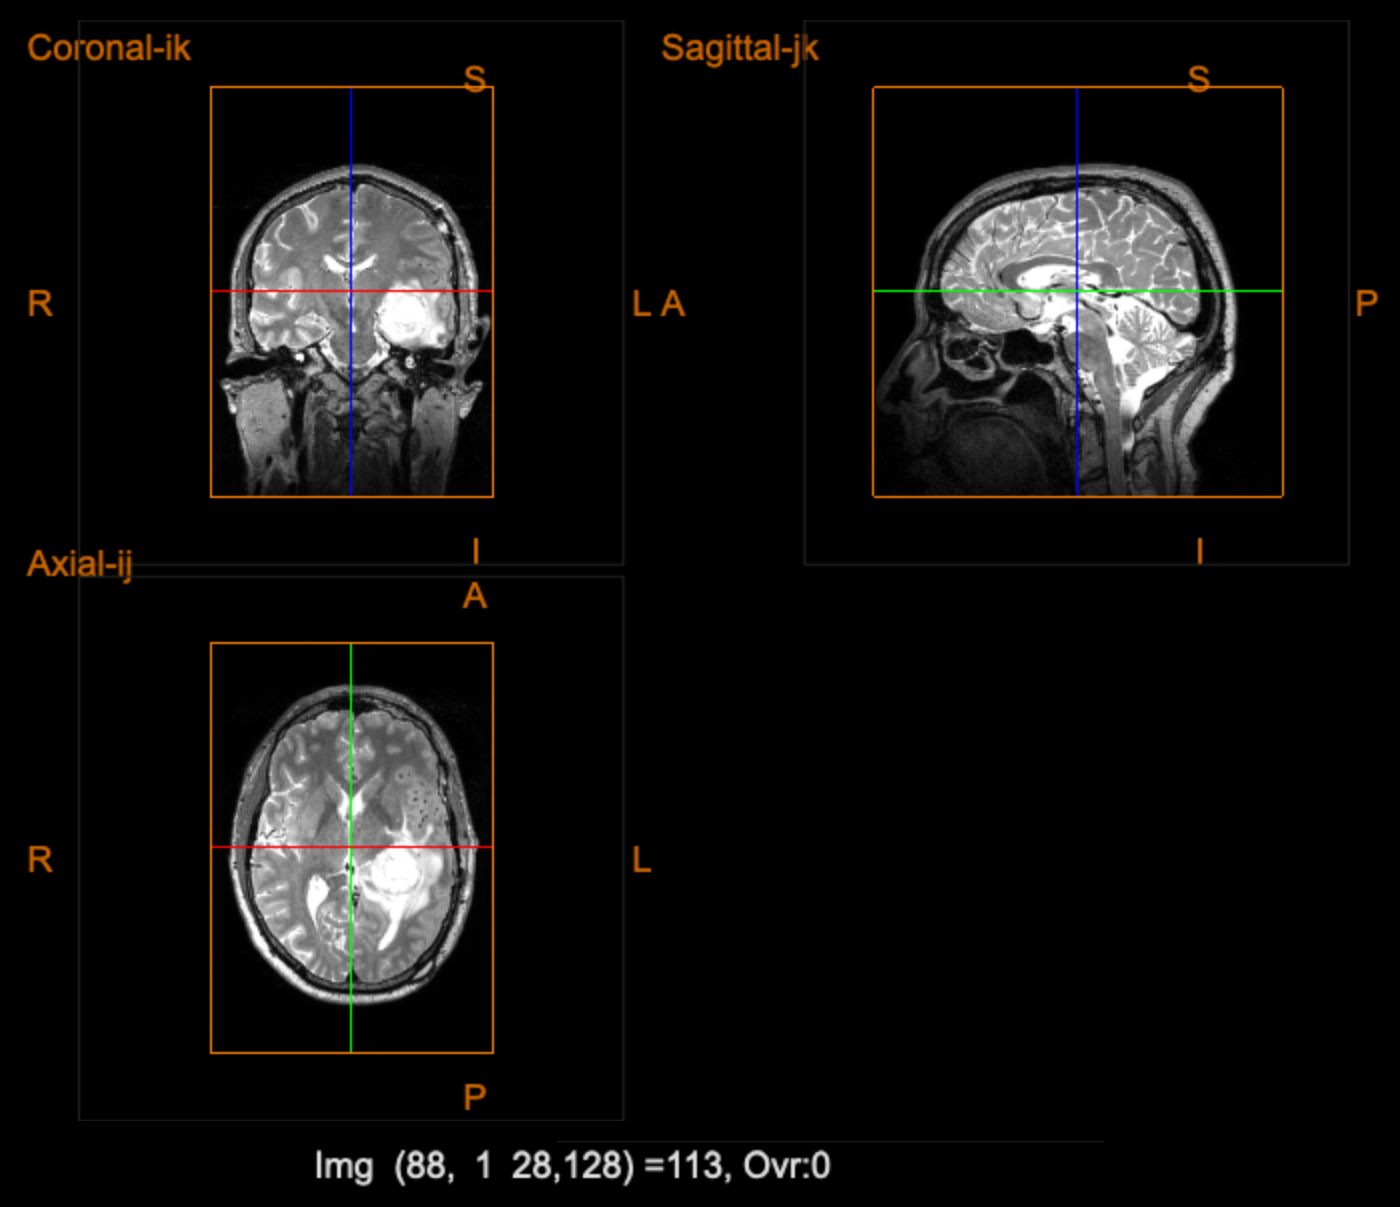 Coronal-ik
S
R
L
I
Sagittal-jk
S
A
P
I
Axial-ij
A
R
L
P
Img (88, 1 28,128) =113, Ovr:0